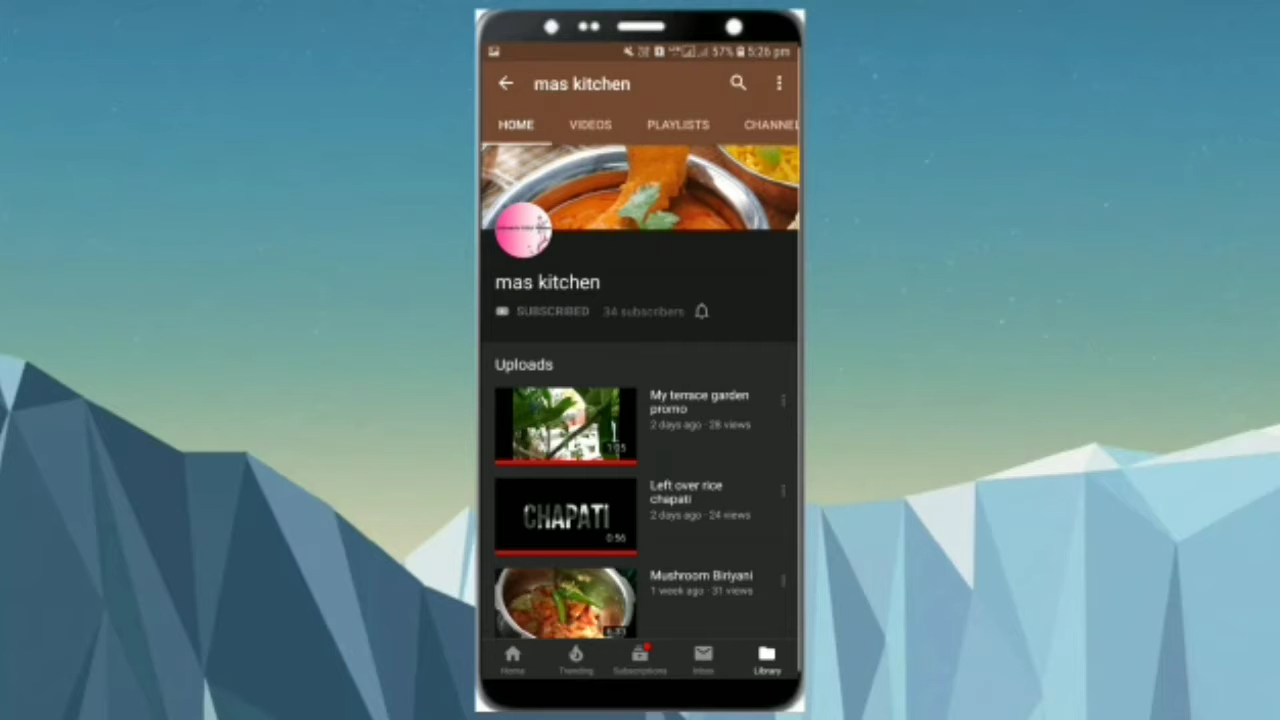 57% 5:26 pm
mas kitchen
HOME VIDEOS PLAYLISTS CHANNEL
mas kitchen
SUBSCRIBED 34 subscribers
Uploads
My terrace garden
promo
2 days ago · 28 views
CHAPATI
0:56
Left over rice
chapati
2 days ago · 24 views
Mushroom Biriyani
1 week ago · 31 views
Home Trending Subscriptions Inbox Library